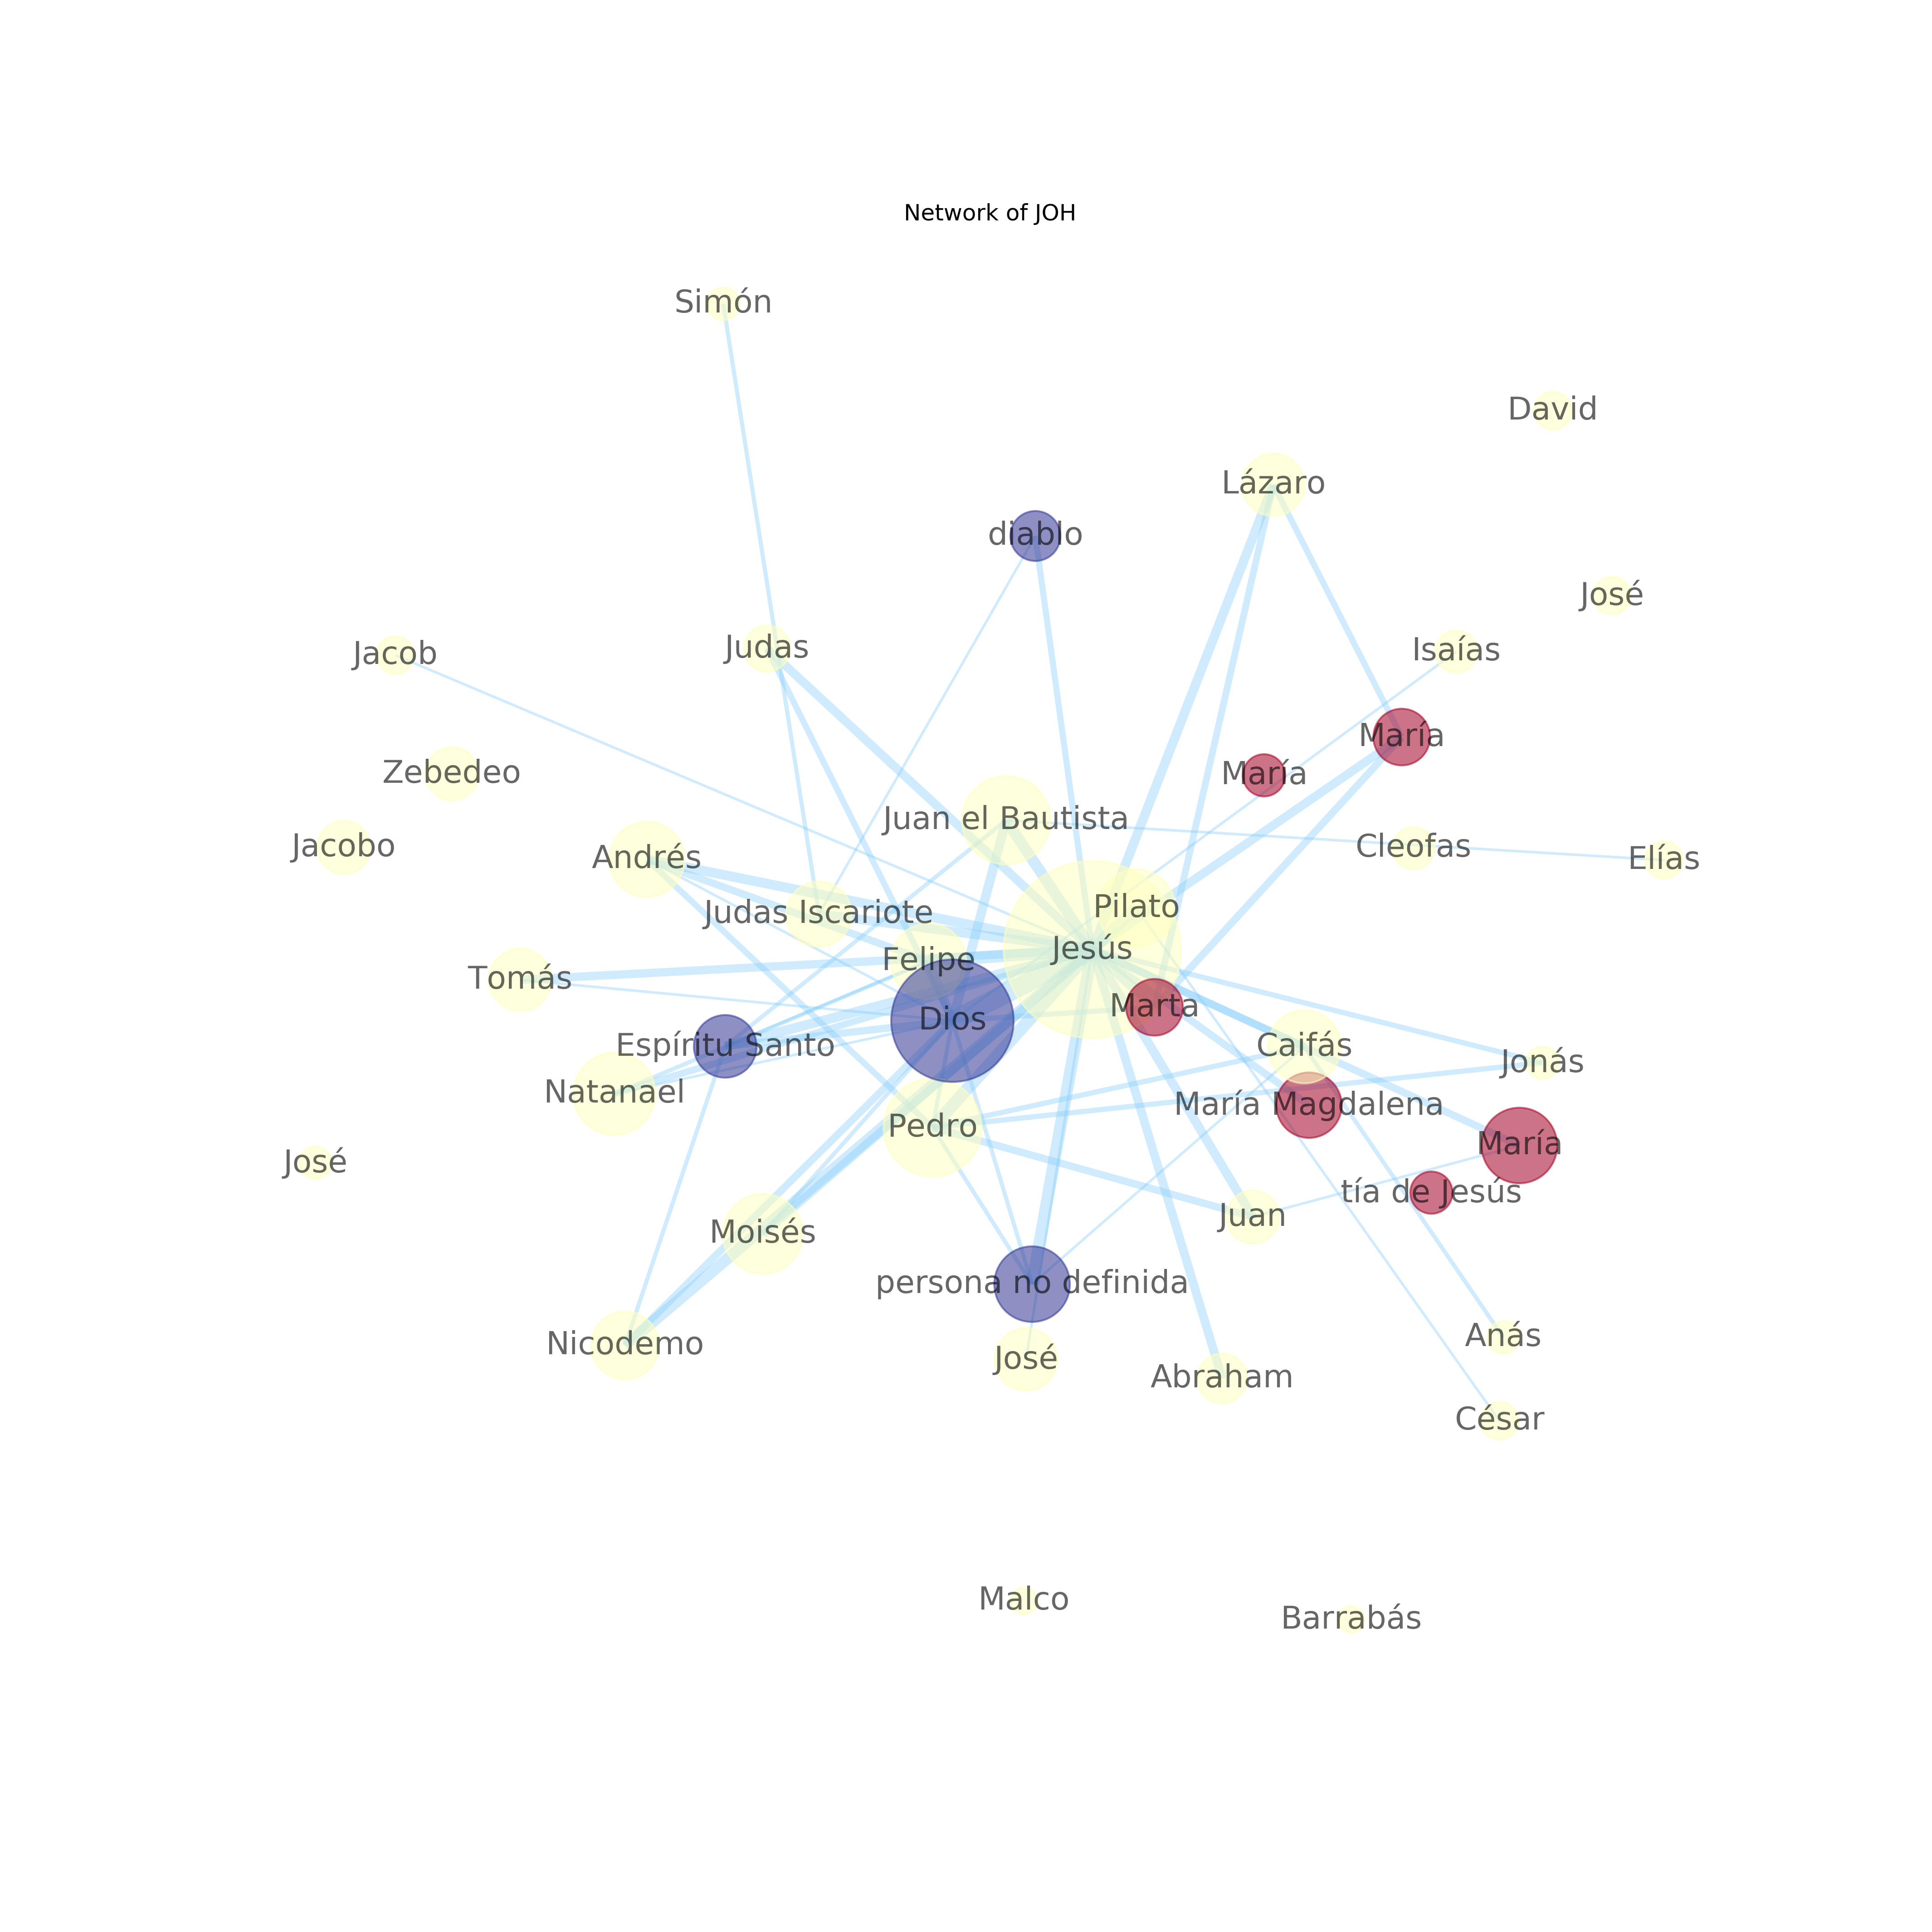 Network of JOH
Simón
David
Lázaro
diablo
José
Judas
Isaías
Jacob
María
Zebedeo
María
Juan el Bautista
Jacobo
Cleofas
Andrés
Elías
Pilato
Judas Iscariote
Jesús
Felipe
Tomás
Marta
Dios
Espíritu Santo
Caifás
Jonás
Natanael
María Magdalena
Pedro
María
José
tía de Jesús
Juan
Moisés
persona no definida
Anás
Nicodemo
José
Abraham
César
Malco
Barrabás